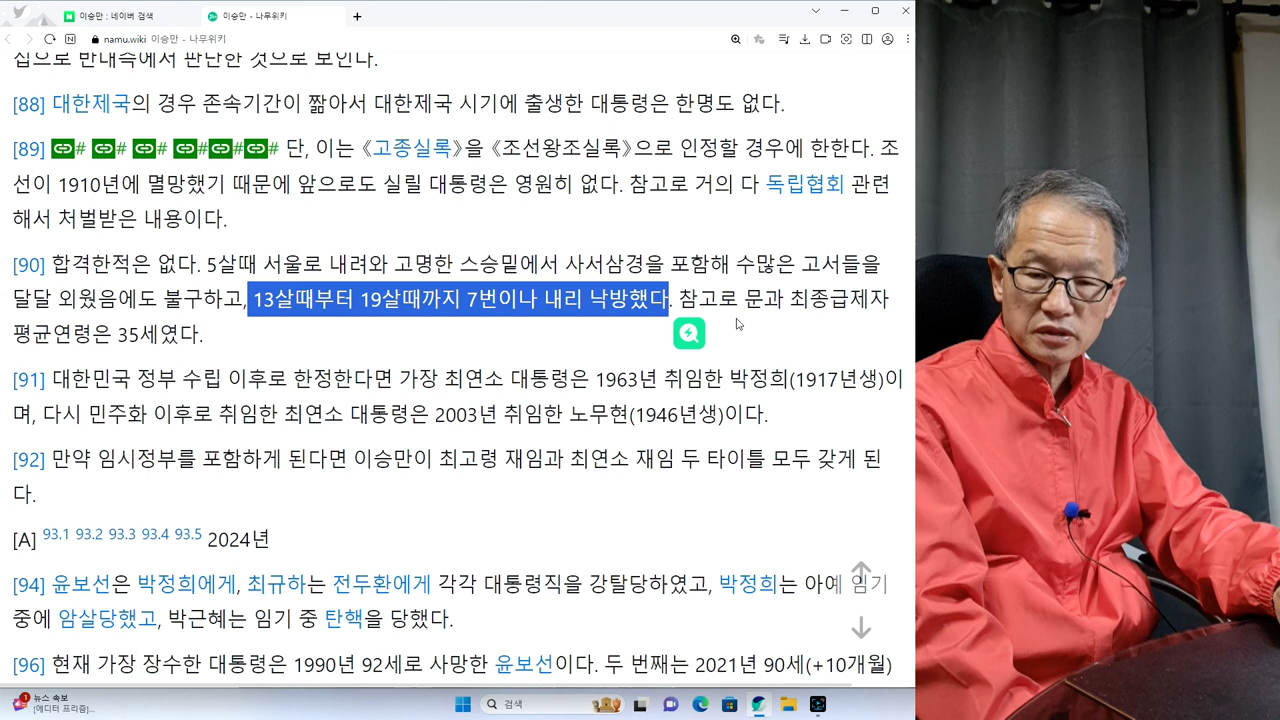 이승만 : 네이버 검색
이승만 - 나무위키
namu.wiki 이승만 - 나무위키
집으로 반대측에서 판단한 것으로 보인다.
[88] 대한제국의 경우 존속기간이 짧아서 대한제국 시기에 출생한 대통령은 한명도 없다.
[89] # # # # # # 단, 이는 《고종실록》을 《조선왕조실록》으로 인정할 경우에 한한다. 조
선이 1910년에 멸망했기 때문에 앞으로도 실릴 대통령은 영원히 없다. 참고로 거의 다 독립협회 관련
해서 처벌받은 내용이다.
[90] 합격한적은 없다. 5살때 서울로 내려와 고명한 스승밑에서 사서삼경을 포함해 수많은 고서들을
달달 외웠음에도 불구하고, 13살때부터 19살때까지 7번이나 내리 낙방했다. 참고로 문과 최종급제자
평균연령은 35세였다.
[91] 대한민국 정부 수립 이후로 한정한다면 가장 최연소 대통령은 1963년 취임한 박정희(1917년생)이
며, 다시 민주화 이후로 취임한 최연소 대통령은 2003년 취임한 노무현(1946년생)이다.
[92] 만약 임시정부를 포함하게 된다면 이승만이 최고령 재임과 최연소 재임 두 타이틀 모두 갖게 된
다.
[A] 93.1 93.2 93.3 93.4 93.5 2024년
[94] 윤보선은 박정희에게, 최규하는 전두환에게 각각 대통령직을 강탈당하였고, 박정희는 아예 임기
중에 암살당했고, 박근혜는 임기 중 탄핵을 당했다.
[96] 현재 가장 장수한 대통령은 1990년 92세로 사망한 윤보선이다. 두 번째는 2021년 90세(+10개월)
뉴스 속보
[에디터 프리즘]...
검색